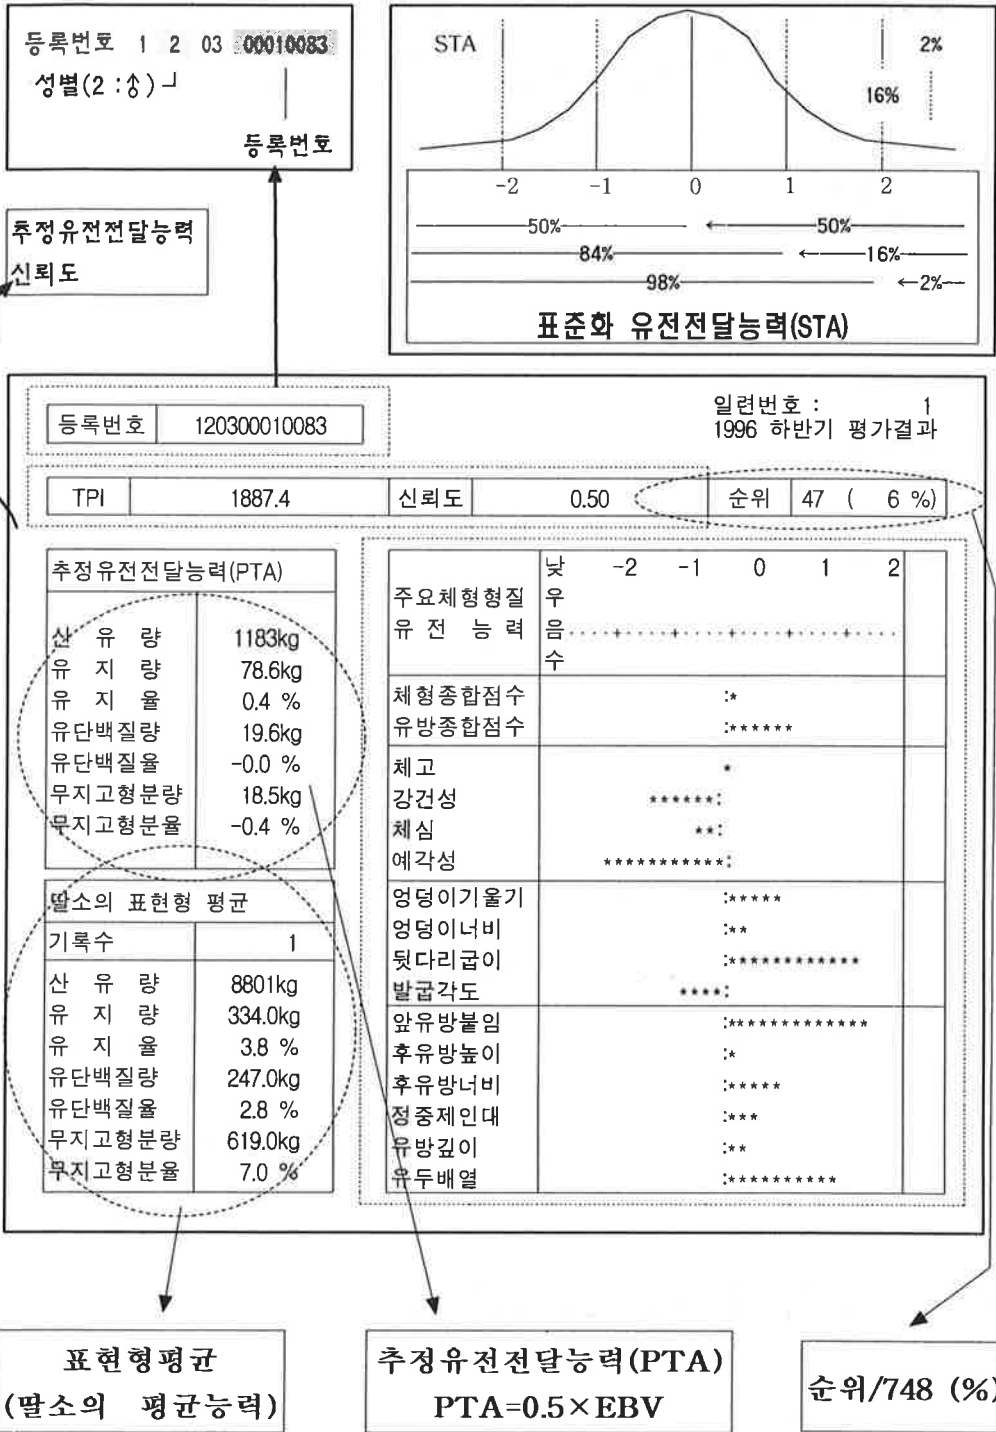 등록번호 1 2 03 00010083
성별(2 :♂)
등록번호
STA
2%
16%
-2 -1 0 1 2
50% 50%
84% 16%
98% 2%
표준화 유전전달능력(STA)
추정유전전달능력
신뢰도
등록번호 120300010083
일련번호 : 1
1996 하반기 평가결과
TPI 1887.4 신뢰도 0.50 순위 47 ( 6 %)
추정유전전달능력(PTA)
산 유 량 1183kg
유 지 량 78.6kg
유 지 율 0.4 %
유단백질량 19.6kg
유단백질율 -0.0 %
무지고형분량 18.5kg
무지고형분율 -0.4 %
딸소의 표현형 평균
기록수 1
산 유 량 8801kg
유 지 량 334.0kg
유 지 율 3.8 %
유단백질량 247.0kg
유단백질율 2.8 %
무지고형분량 619.0kg
무지고형분율 7.0 %
낮 -2 -1 0 1 2
주요체형형질 우
유 전 능 력 음....+....+....+....+....
수
체형종합점수 :*
유방종합점수 :******
체고 *
강건성 ******:
체심 **:
예각성 ***********:
엉덩이기울기 :*****
엉덩이너비 :**
뒷다리굽이 :************
발굽각도 ****:
앞유방붙임 :*************
후유방높이 :*
후유방너비 :*****
정중제인대 :***
유방깊이 :**
유두배열 :**********
표현형평균
(딸소의 평균능력)
추정유전전달능력(PTA)
PTA=0.5×EBV
순위/748 (%)